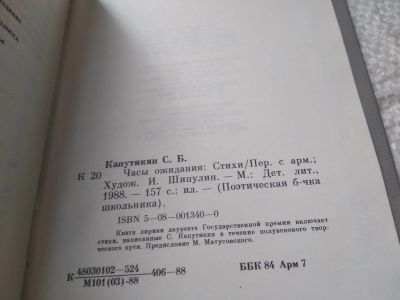 Капутикян С. Б.
К 20 Часы ожидания: Стихи/Пер. с арм.;
Худож. И. Шипулин. — М.: Дет. лит.,
1988. — 157 с.: ил. — (Поэтическая б-чка
школьника).
ISBN 5—08—001340—0
Книга лирики лауреата Государственной премии включает
стихи, написанные С. Капутикян в течение полувекового твор-
ческого пути. Предисловие М. Матусовского.
К 48030102—524
М101(03)-88 406—88
ББК 84 Арм 7